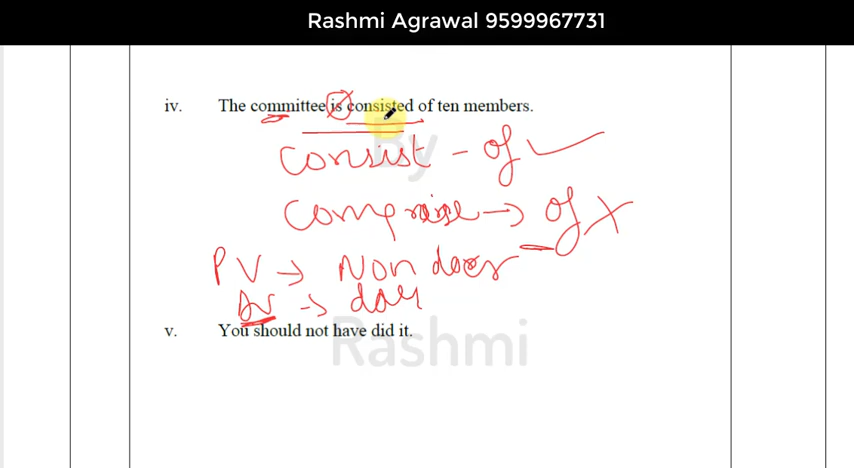 Rashmi Agrawal 9599967731
iv. The committee is consisted of ten members.
By
Consist - of ✓
Comprise → of ✗
PV → Non doer
AV → doer
v. You should not have did it.
Rashmi